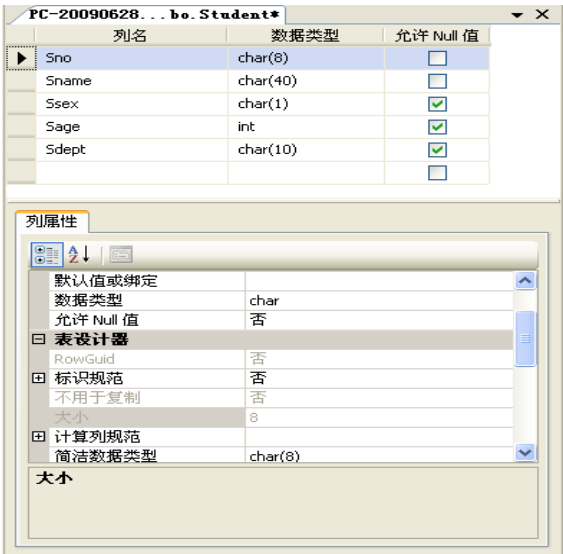 PC-20090628...bo.Student*
列名 数据类型 允许 Null 值
Sno char(8)
Sname char(40)
Ssex char(1)
Sage int
Sdept char(10)
列属性
默认值或绑定
数据类型 char
允许 Null 值 否
表设计器
RowGuid 否
标识规范 否
不用于复制 否
大小 8
计算列规范
简洁数据类型 char(8)
大小